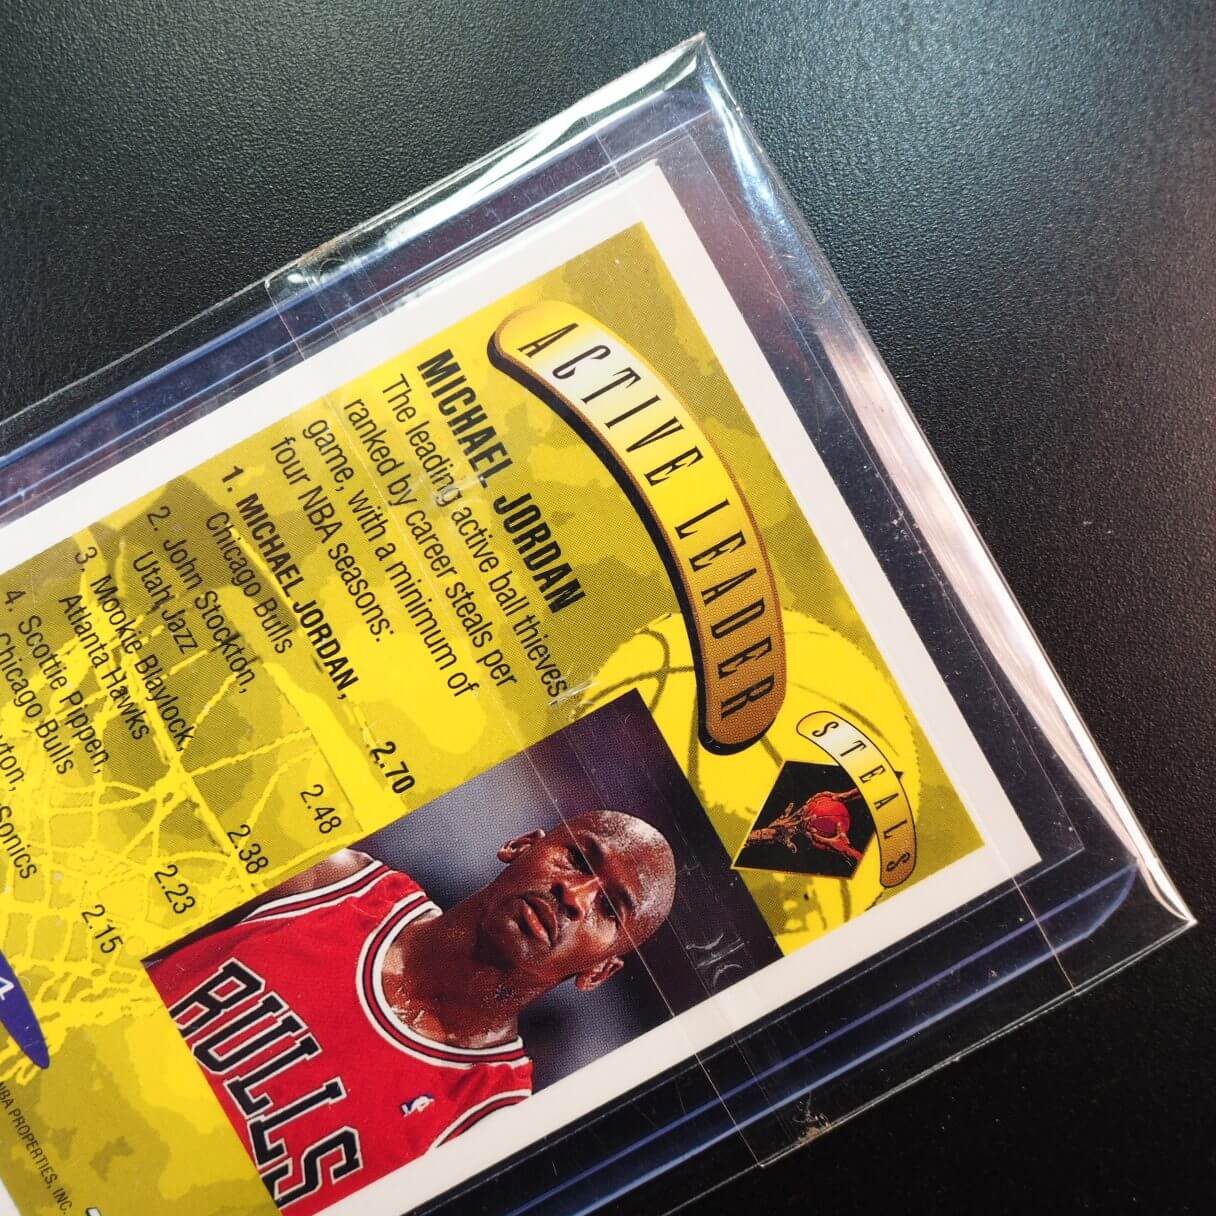 ACTIVE LEADER
STEALS
MICHAEL JORDAN
The leading active ball thieves,
ranked by career steals per
game, with a minimum of
four NBA seasons:
1. MICHAEL JORDAN,
Chicago Bulls 2.70
2. John Stockton,
Utah Jazz 2.48
3. Mookie Blaylock,
Atlanta Hawks 2.38
4. Scottie Pippen,
Chicago Bulls 2.23
Sonics 2.15
BULLS
NBA PROPERTIES, INC.